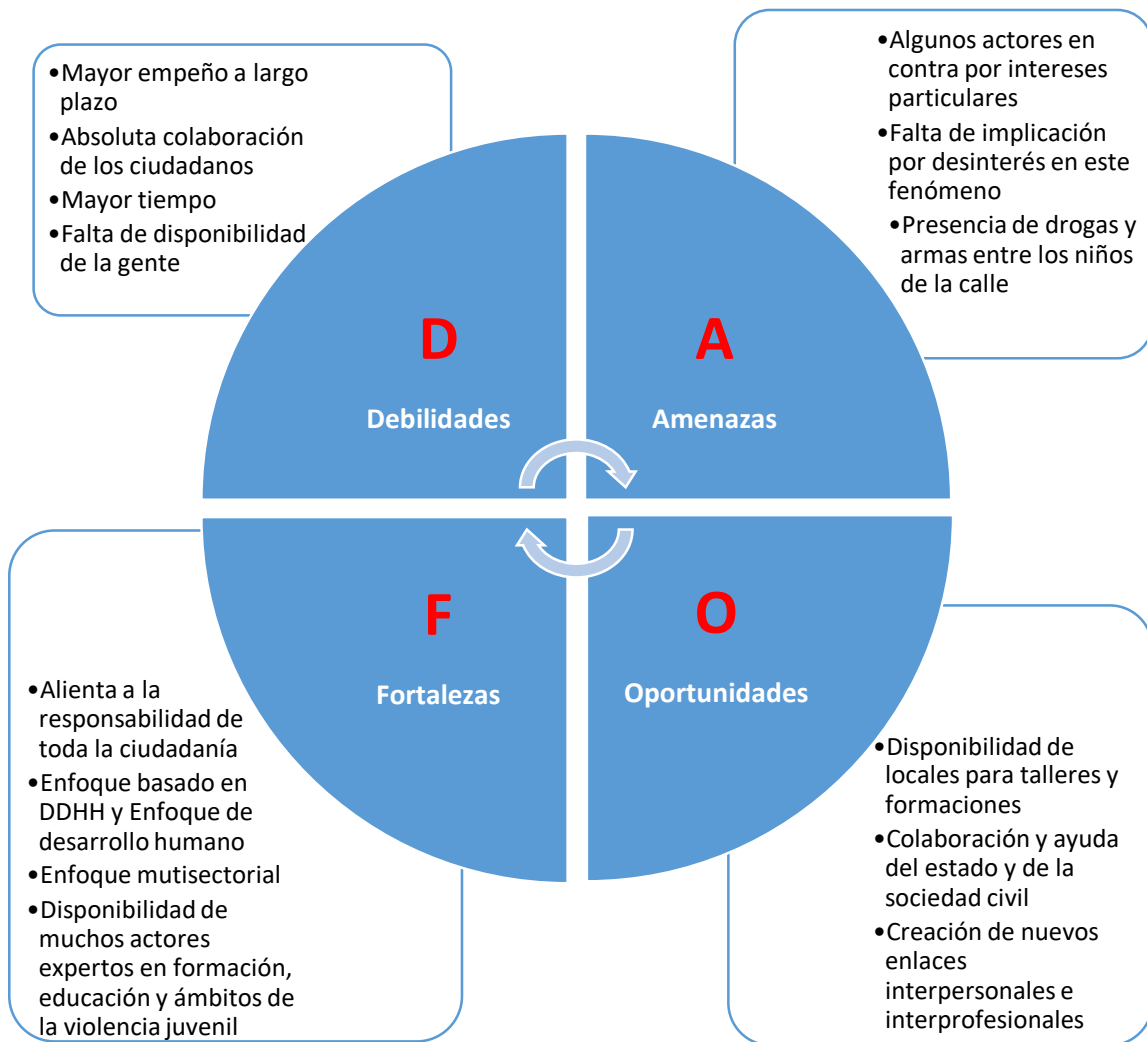 •Mayor empeño a largo
plazo
•Absoluta colaboración
de los ciudadanos
•Mayor tiempo
•Falta de disponibilidad
de la gente
•Algunos actores en
contra por intereses
particulares
•Falta de implicación
por desinterés en este
fenómeno
•Presencia de drogas y
armas entre los niños
de la calle
D
Debilidades
A
Amenazas
F
Fortalezas
O
Oportunidades
•Alienta a la
responsabilidad de
toda la ciudadanía
•Enfoque basado en
DDHH y Enfoque de
desarrollo humano
•Enfoque mutisectorial
•Disponibilidad de
muchos actores
expertos en formación,
educación y ámbitos de
la violencia juvenil
•Disponibilidad de
locales para talleres y
formaciones
•Colaboración y ayuda
del estado y de la
sociedad civil
•Creación de nuevos
enlaces
interpersonales e
interprofesionales